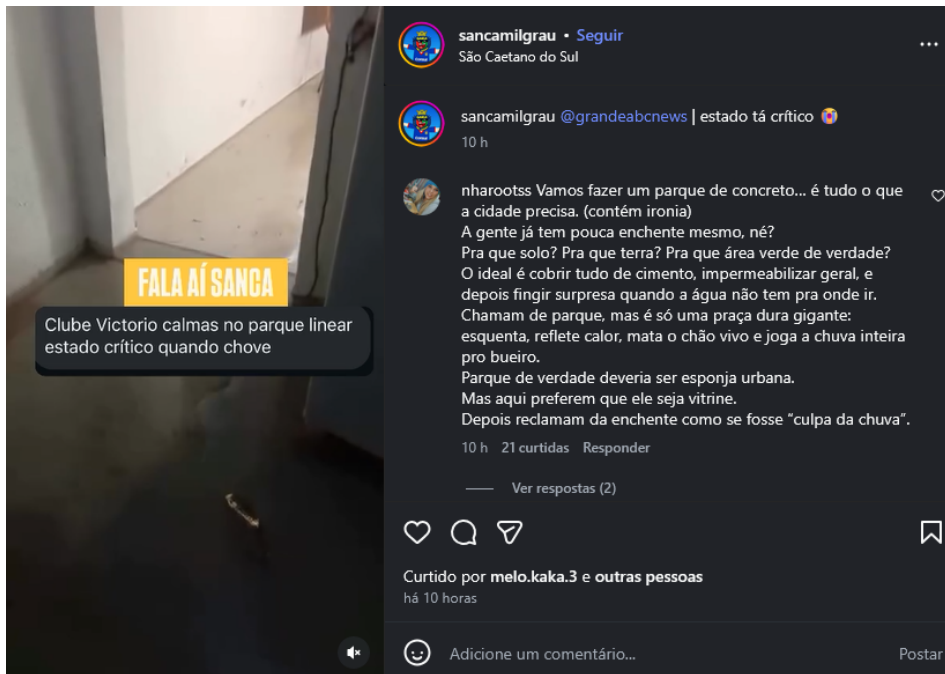 FALA AÍ SANCA
Clube Victorio calmas no parque linear
estado crítico quando chove
sancamilgrau • Seguir
São Caetano do Sul
sancamilgrau @grandeabcnews | estado tá crítico 😭
10 h
nharootss Vamos fazer um parque de concreto... é tudo o que
a cidade precisa. (contém ironia)
A gente já tem pouca enchente mesmo, né?
Pra que solo? Pra que terra? Pra que área verde de verdade?
O ideal é cobrir tudo de cimento, impermeabilizar geral, e
depois fingir surpresa quando a água não tem pra onde ir.
Chamam de parque, mas é só uma praça dura gigante:
esquenta, reflete calor, mata o chão vivo e joga a chuva inteira
pro bueiro.
Parque de verdade deveria ser esponja urbana.
Mas aqui preferem que ele seja vitrine.
Depois reclamam da enchente como se fosse “culpa da chuva”.
10 h 21 curtidas Responder
Ver respostas (2)
Curtido por melo.kaka.3 e outras pessoas
há 10 horas
Adicione um comentário...
Postar